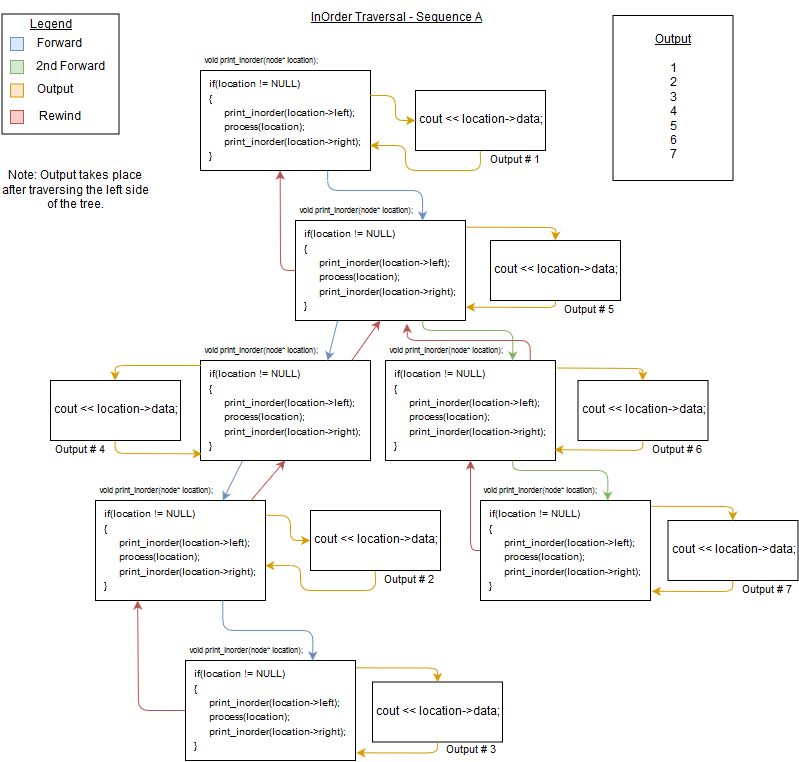 InOrder Traversal - Sequence A
Legend
Forward
2nd Forward
Output
Rewind
Note: Output takes place
after traversing the left side
of the tree.
Output
1
2
3
4
5
6
7
void print_inorder(node* location);
if(location != NULL)
{
print_inorder(location->left);
process(location);
print_inorder(location->right);
}
cout << location->data;
Output # 1
void print_inorder(node* location);
if(location != NULL)
{
print_inorder(location->left);
process(location);
print_inorder(location->right);
}
cout << location->data;
Output # 5
void print_inorder(node* location);
if(location != NULL)
{
print_inorder(location->left);
process(location);
print_inorder(location->right);
}
cout << location->data;
Output # 4
void print_inorder(node* location);
if(location != NULL)
{
print_inorder(location->left);
process(location);
print_inorder(location->right);
}
cout << location->data;
Output # 6
void print_inorder(node* location);
if(location != NULL)
{
print_inorder(location->left);
process(location);
print_inorder(location->right);
}
cout << location->data;
Output # 2
void print_inorder(node* location);
if(location != NULL)
{
print_inorder(location->left);
process(location);
print_inorder(location->right);
}
cout << location->data;
Output # 7
void print_inorder(node* location);
if(location != NULL)
{
print_inorder(location->left);
process(location);
print_inorder(location->right);
}
cout << location->data;
Output # 3